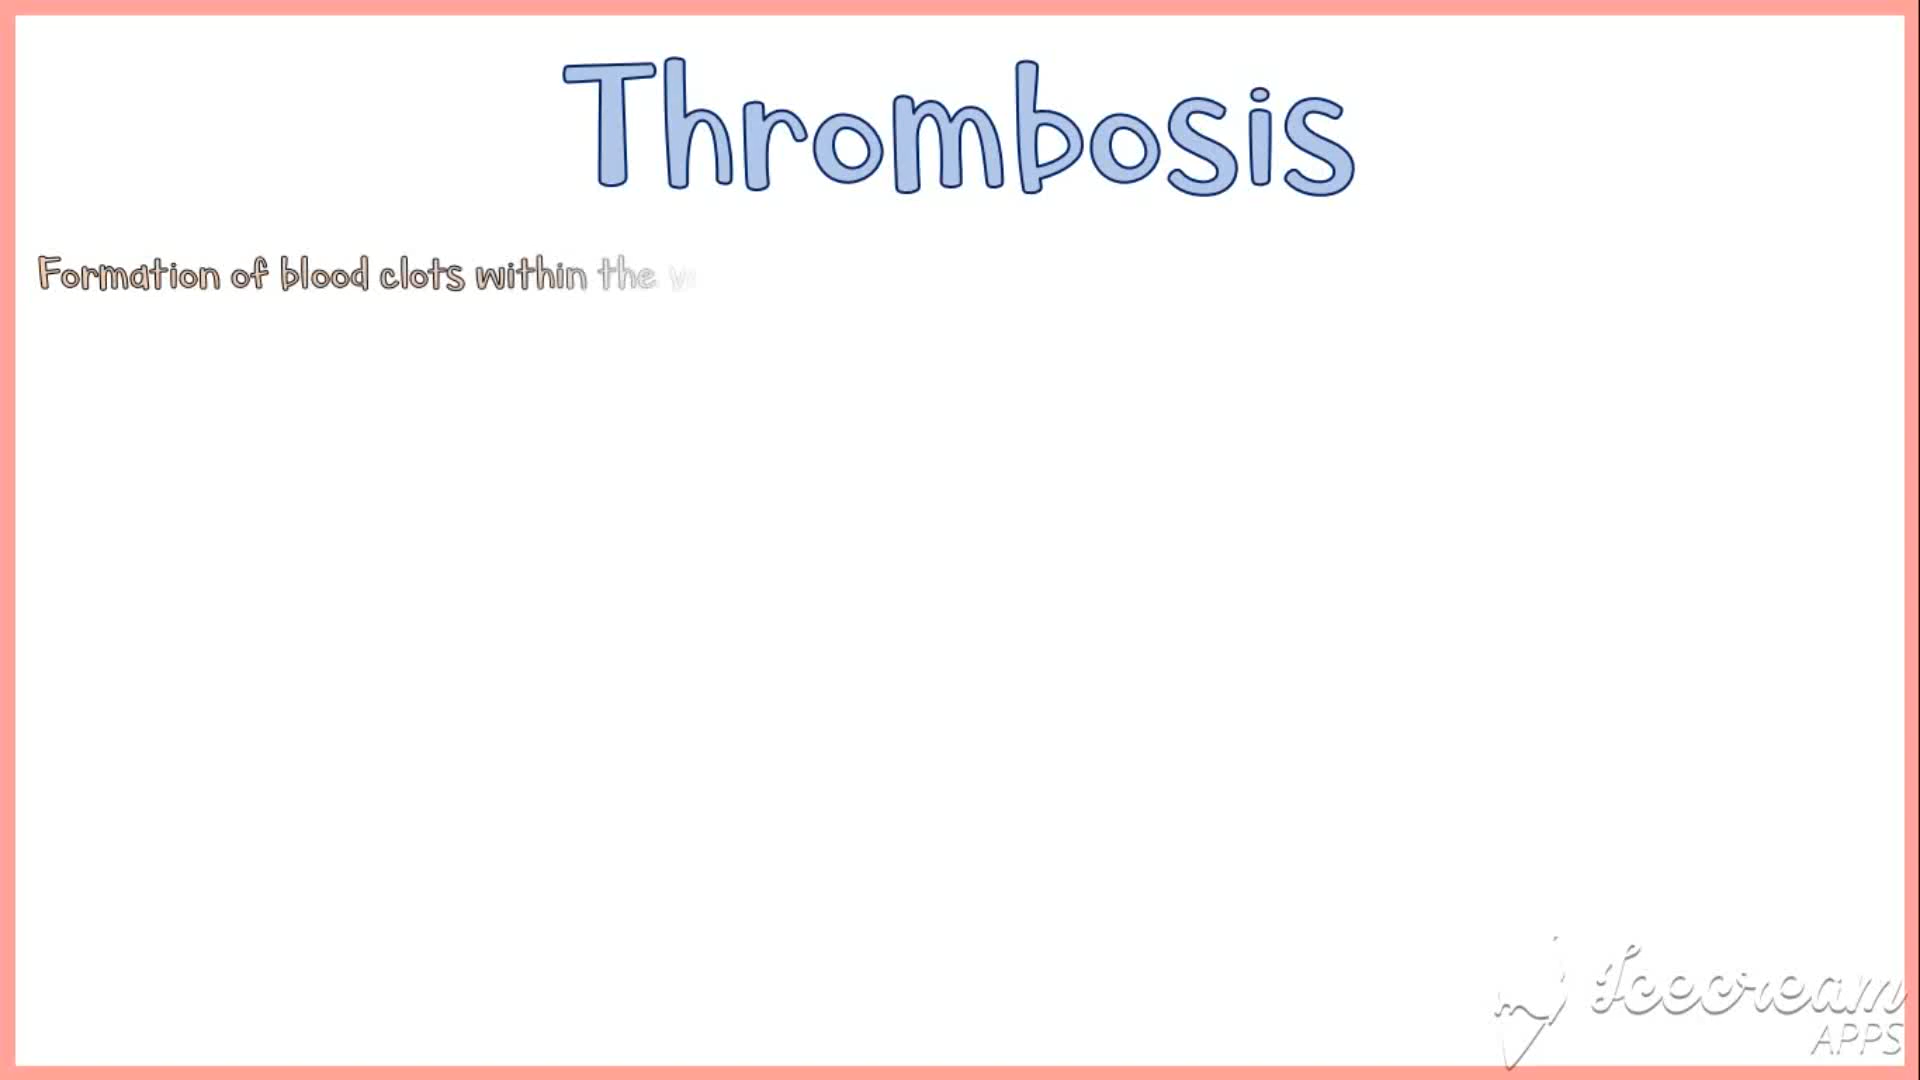 Thrombosis
Formation of blood clots within the
Icecream
APPS